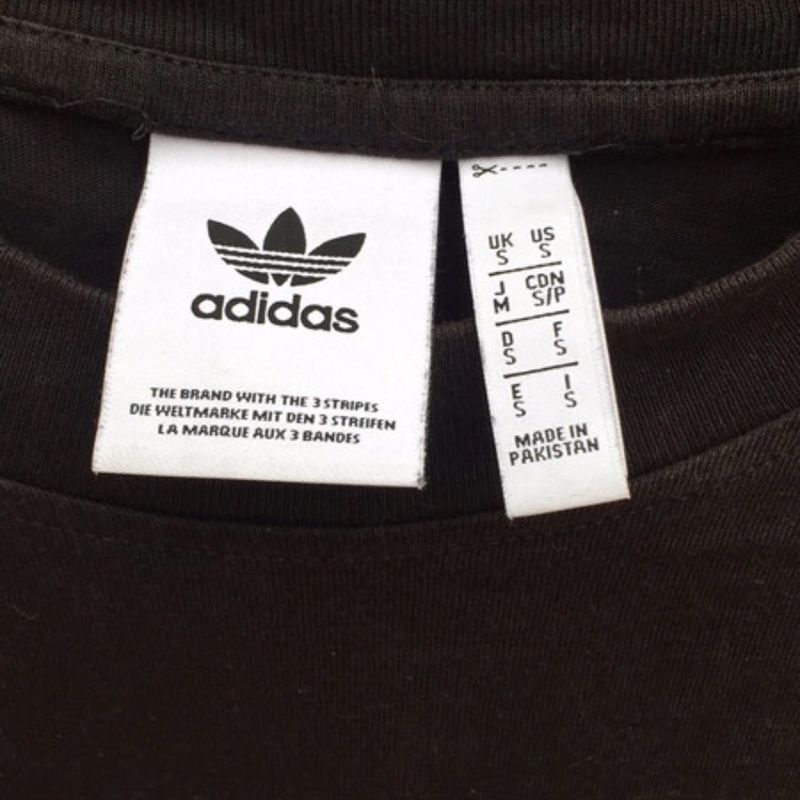 adidas
THE BRAND WITH THE 3 STRIPES
DIE WELTMARKE MIT DEN 3 STREIFEN
LA MARQUE AUX 3 BANDES
UK US
S S
J CDN
M S/P
D F
S S
E I
S S
MADE IN
PAKISTAN